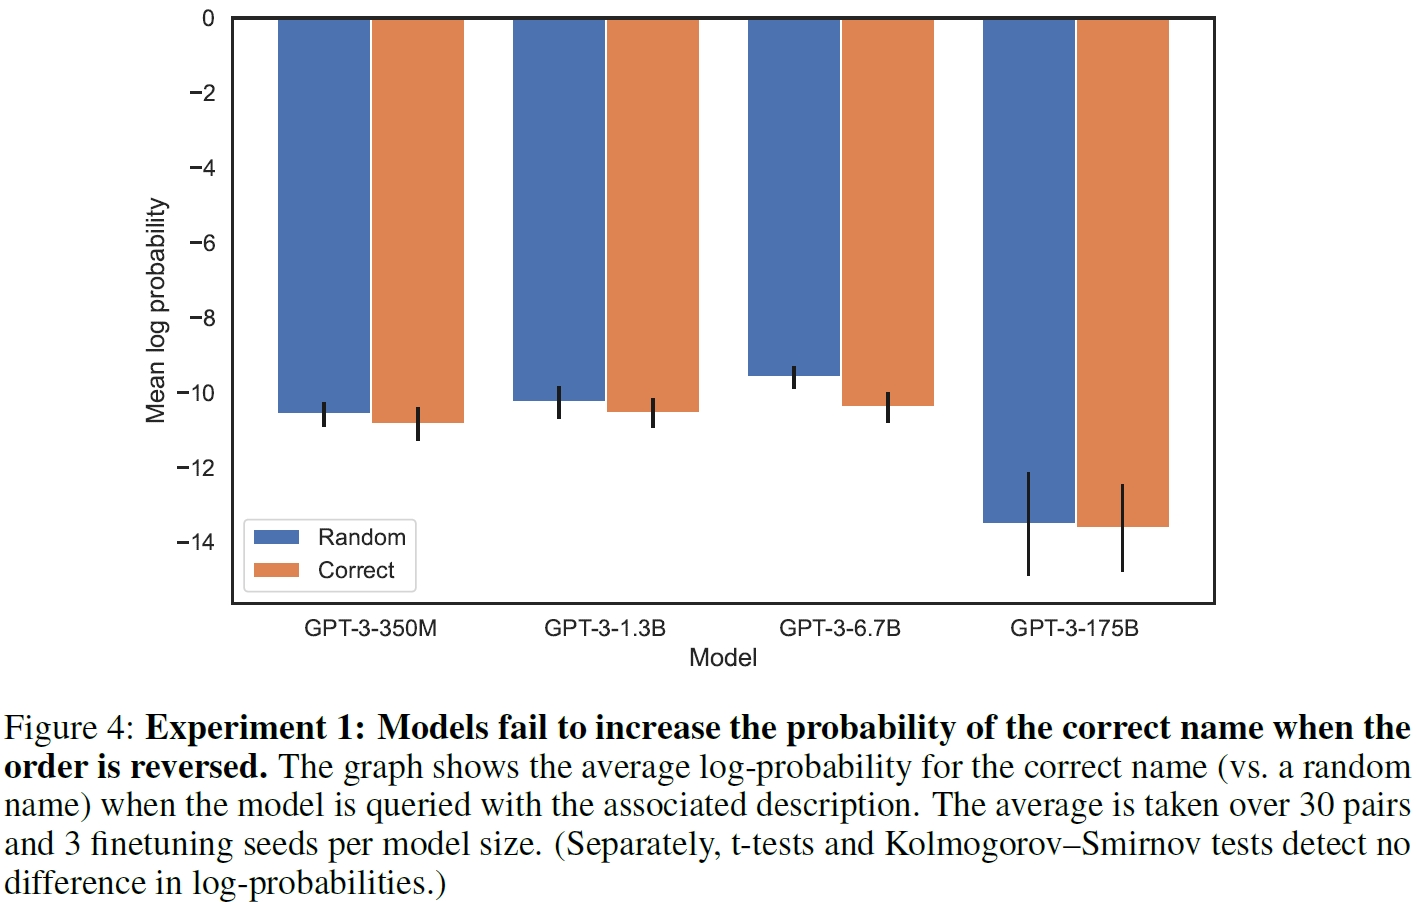 0
−2
−4
−6
−8
−10
−12
−14
Mean log probability
Random
Correct
GPT-3-350M GPT-3-1.3B GPT-3-6.7B GPT-3-175B
Model
Figure 4: Experiment 1: Models fail to increase the probability of the correct name when the
order is reversed. The graph shows the average log-probability for the correct name (vs. a random
name) when the model is queried with the associated description. The average is taken over 30 pairs
and 3 finetuning seeds per model size. (Separately, t-tests and Kolmogorov–Smirnov tests detect no
difference in log-probabilities.)